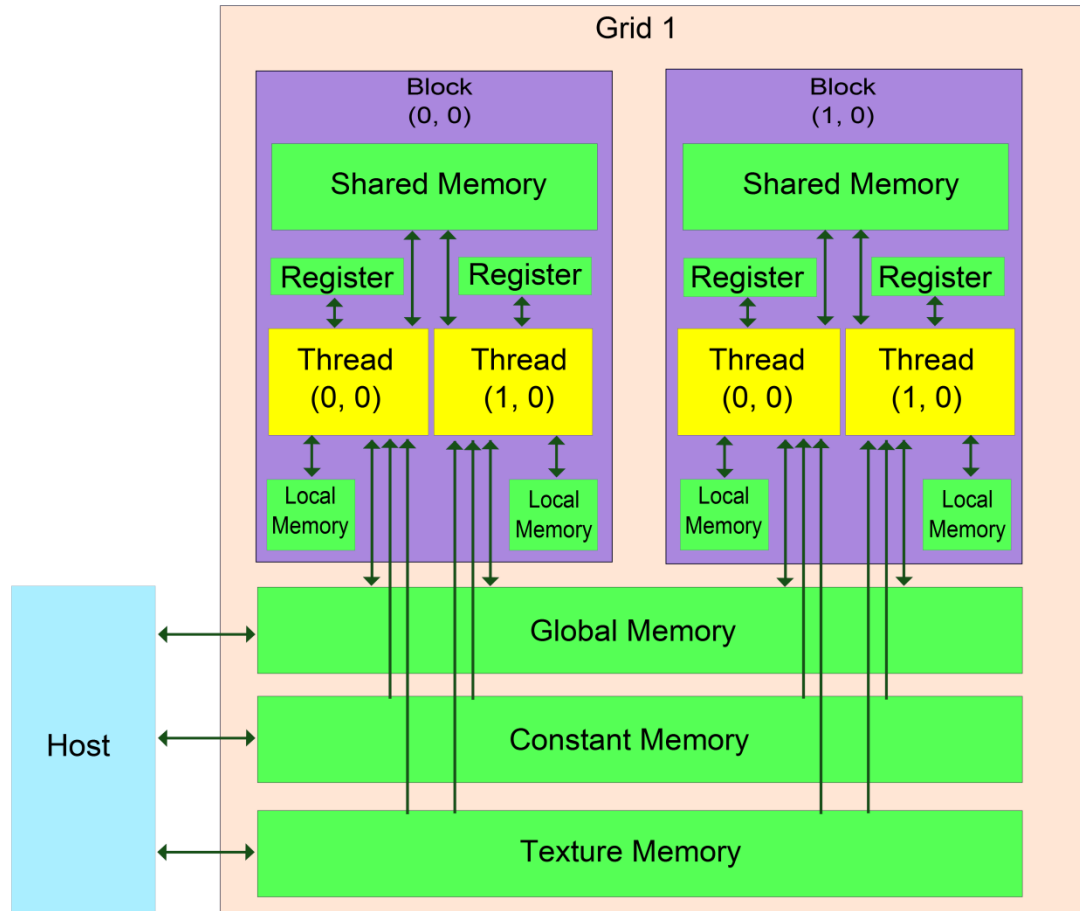 Grid 1
Block
(0, 0)
Shared Memory
Register
Register
Thread
(0, 0)
Thread
(1, 0)
Local
Memory
Local
Memory
Block
(1, 0)
Shared Memory
Register
Register
Thread
(0, 0)
Thread
(1, 0)
Local
Memory
Local
Memory
Host
Global Memory
Constant Memory
Texture Memory